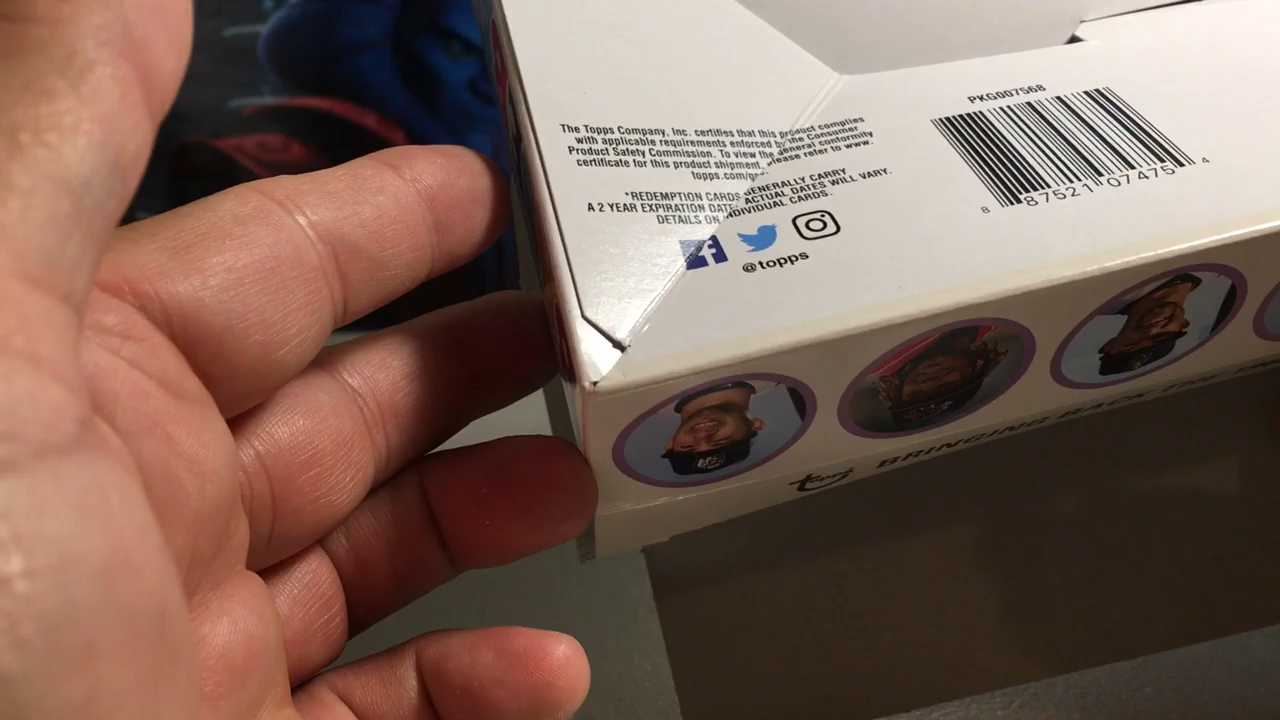 The Topps Company, Inc. certifies that this product complies
with applicable requirements enforced by the Consumer
Product Safety Commission. To view the general conformity
certificate for this product shipment, please refer to www.
topps.com/
*REDEMPTION CARDS GENERALLY CARRY
A 2 YEAR EXPIRATION DATE. ACTUAL DATES WILL VARY.
DETAILS ON INDIVIDUAL CARDS.
f
@topps
PKG007568
8 87521 07475 4
topps BRINGING BACK THE